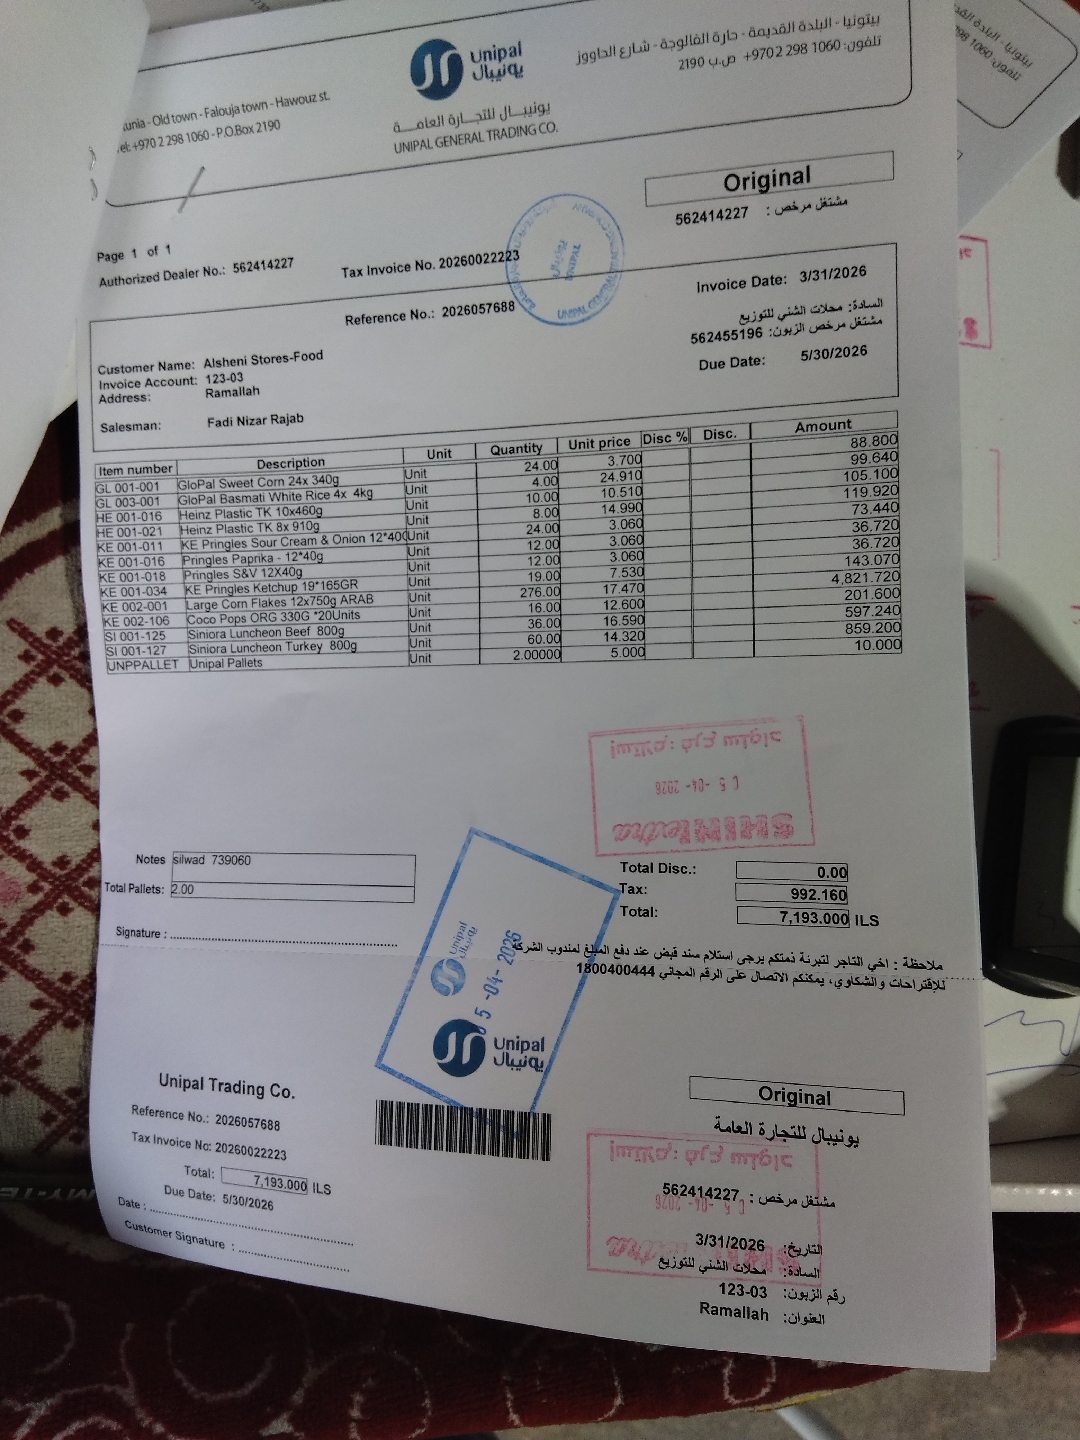 Old town - Falouja town - Hawouz st.
+970 2 298 1060 - P.O.Box 2190
Unipal
يونيبال
يونيبال للتجارة العامة
UNIPAL GENERAL TRADING CO.
بيتونيا - البلدة القديمة - حارة الفالوجة - شارع الحاووز
تلفون: 1060 298 2 970+ ص.ب 2190
Original
مشتغل مرخص : 562414227
Page 1 of 1
Authorized Dealer No.: 562414227
Tax Invoice No. 20260022223
Reference No.: 2026057688
Invoice Date: 3/31/2026
السادة: محلات الشني للتوزيع
مشتغل مرخص الزبون: 562455196
Due Date: 5/30/2026
Customer Name: Alsheni Stores-Food
Invoice Account: 123-03
Address: Ramallah
Salesman: Fadi Nizar Rajab
Item number Description Unit Quantity Unit price Disc % Disc. Amount
GL 001-001 GloPal Sweet Corn 24x 340g Unit 24.00 3.700 88.800
GL 003-001 GloPal Basmati White Rice 4x 4kg Unit 4.00 24.910 99.640
HE 001-016 Heinz Plastic TK 10x460g Unit 10.00 10.510 105.100
HE 001-021 Heinz Plastic TK 8x 910g Unit 8.00 14.990 119.920
KE 001-011 KE Pringles Sour Cream & Onion 12*40G Unit 24.00 3.060 73.440
KE 001-016 Pringles Paprika - 12*40g Unit 12.00 3.060 36.720
KE 001-018 Pringles S&V 12X40g Unit 12.00 3.060 36.720
KE 001-034 KE Pringles Ketchup 19*165GR Unit 19.00 7.530 143.070
KE 002-001 Large Corn Flakes 12x750g ARAB Unit 276.00 17.470 4,821.720
KE 002-106 Coco Pops ORG 330G *20Units Unit 16.00 12.600 201.600
SI 001-125 Siniora Luncheon Beef 800g Unit 36.00 16.590 597.240
SI 001-127 Siniora Luncheon Turkey 800g Unit 60.00 14.320 859.200
UNPPALLET Unipal Pallets Unit 2.00000 5.000 10.000
إستلام: فرع سلواد
05-04-2026
SHINIextra
Notes silwad 739060
Total Pallets: 2.00
Signature :
Total Disc.: 0.00
Tax: 992.160
Total: 7,193.000 ILS
ملاحظة : اخي التاجر لتبرئة ذمتكم يرجى استلام سند قبض عند دفع المبلغ لمندوب الشركة
للإقتراحات والشكاوي، يمكنكم الاتصال على الرقم المجاني 1800400444
Unipal
يونيبال
05-04-2026
Unipal
يونيبال
Unipal Trading Co.
Reference No.: 2026057688
Tax Invoice No: 20260022223
Total: 7,193.000 ILS
Due Date: 5/30/2026
Date :
Customer Signature :
Original
يونيبال للتجارة العامة
إستلام: فرع سلواد
مشتغل مرخص : 562414227
التاريخ: 3/31/2026
السادة: محلات الشني للتوزيع
رقم الزبون: 123-03
العنوان: Ramallah